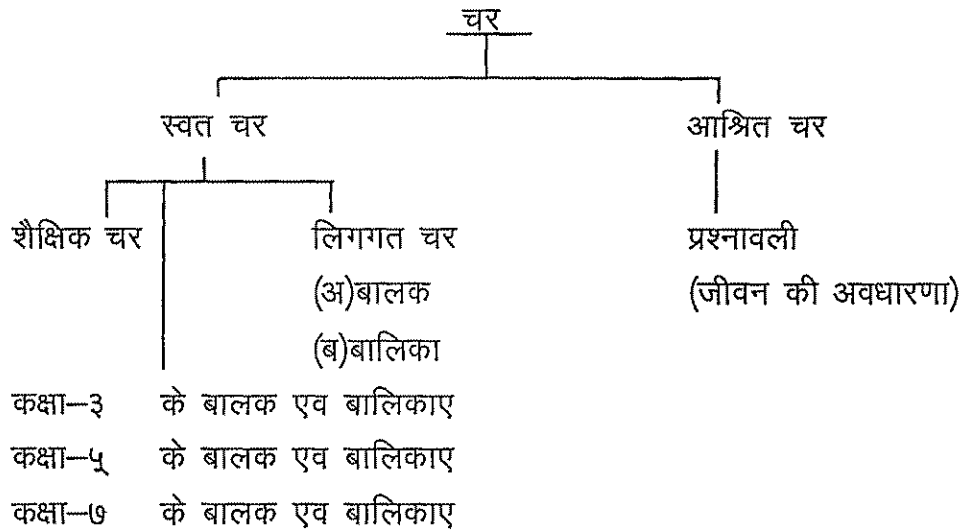 चर
स्वत चर आश्रित चर
शैक्षिक चर लिगगत चर प्रश्नावली
(अ)बालक (जीवन की अवधारणा)
(ब)बालिका
कक्षा–३ के बालक एव बालिकाए
कक्षा–५ के बालक एव बालिकाए
कक्षा–७ के बालक एव बालिकाए